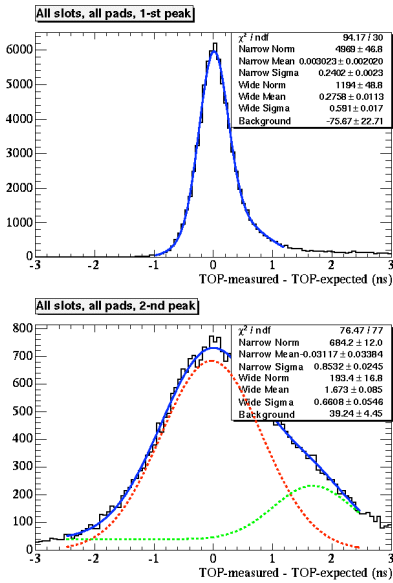 All slots, all pads, 1-st peak
χ² / ndf 94.17 / 30
Narrow Norm 4969 ± 46.8
Narrow Mean 0.003023 ± 0.002020
Narrow Sigma 0.2402 ± 0.0023
Wide Norm 1194 ± 48.8
Wide Mean 0.2758 ± 0.0113
Wide Sigma 0.591 ± 0.017
Background -75.67 ± 22.71
6000
5000
4000
3000
2000
1000
0
-3 -2 -1 0 1 2 3
TOP-measured - TOP-expected (ns)
All slots, all pads, 2-nd peak
χ² / ndf 76.47 / 77
Narrow Norm 684.2 ± 12.0
Narrow Mean -0.03117 ± 0.03384
Narrow Sigma 0.8532 ± 0.0245
Wide Norm 193.4 ± 16.8
Wide Mean 1.673 ± 0.085
Wide Sigma 0.6608 ± 0.0546
Background 39.24 ± 4.45
800
700
600
500
400
300
200
100
0
-3 -2 -1 0 1 2 3
TOP-measured - TOP-expected (ns)